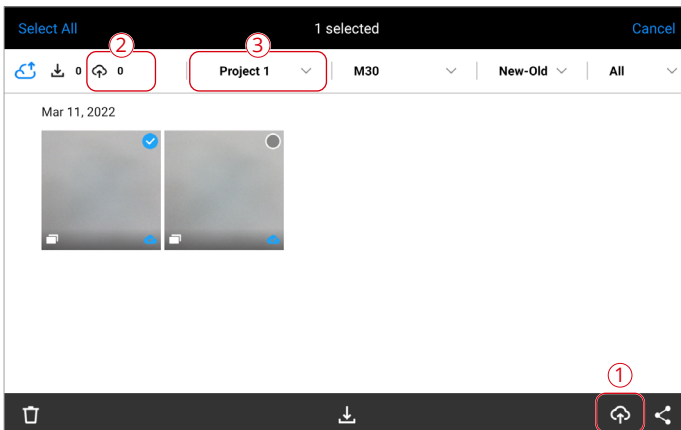 Select All 1 selected Cancel
② ③
0 0 Project 1 M30 New-Old All
Mar 11, 2022
①